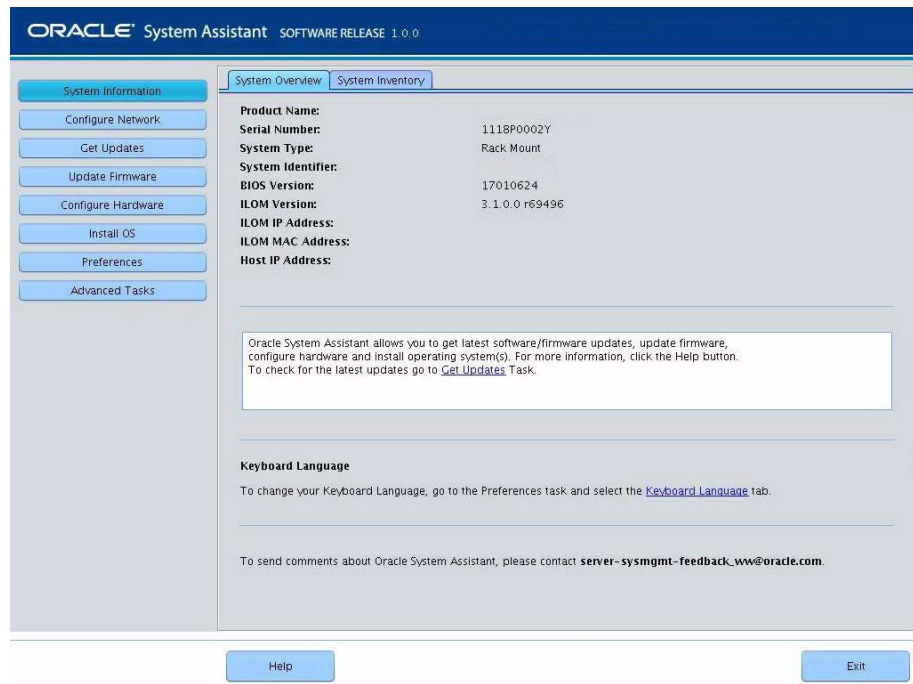 ORACLE System Assistant SOFTWARE RELEASE 1.0.0
System Information
Configure Network
Get Updates
Update Firmware
Configure Hardware
Install OS
Preferences
Advanced Tasks
System Overview
System Inventory
Product Name:
Serial Number: 1118P0002Y
System Type: Rack Mount
System Identifier:
BIOS Version: 17010624
ILOM Version: 3.1.0.0 r69496
ILOM IP Address:
ILOM MAC Address:
Host IP Address:
Oracle System Assistant allows you to get latest software/firmware updates, update firmware,
configure hardware and install operating system(s). For more information, click the Help button.
To check for the latest updates go to Get Updates Task.
Keyboard Language
To change your Keyboard Language, go to the Preferences task and select the Keyboard Language tab.
To send comments about Oracle System Assistant, please contact server-sysmgmt-feedback_ww@oracle.com.
Help
Exit